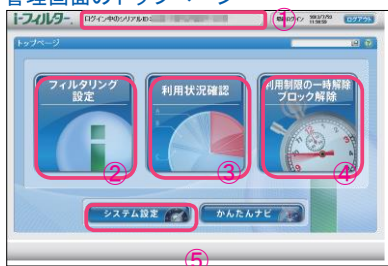 管理画面のトップページ
i-フィルター. ログイン中のシリアルID: ① ログアウト
トップページ
フィルタリング
設定
利用状況確認
利用制限の一時解除
ブロック解除
②
③
④
システム設定
かんたんナビ
⑤